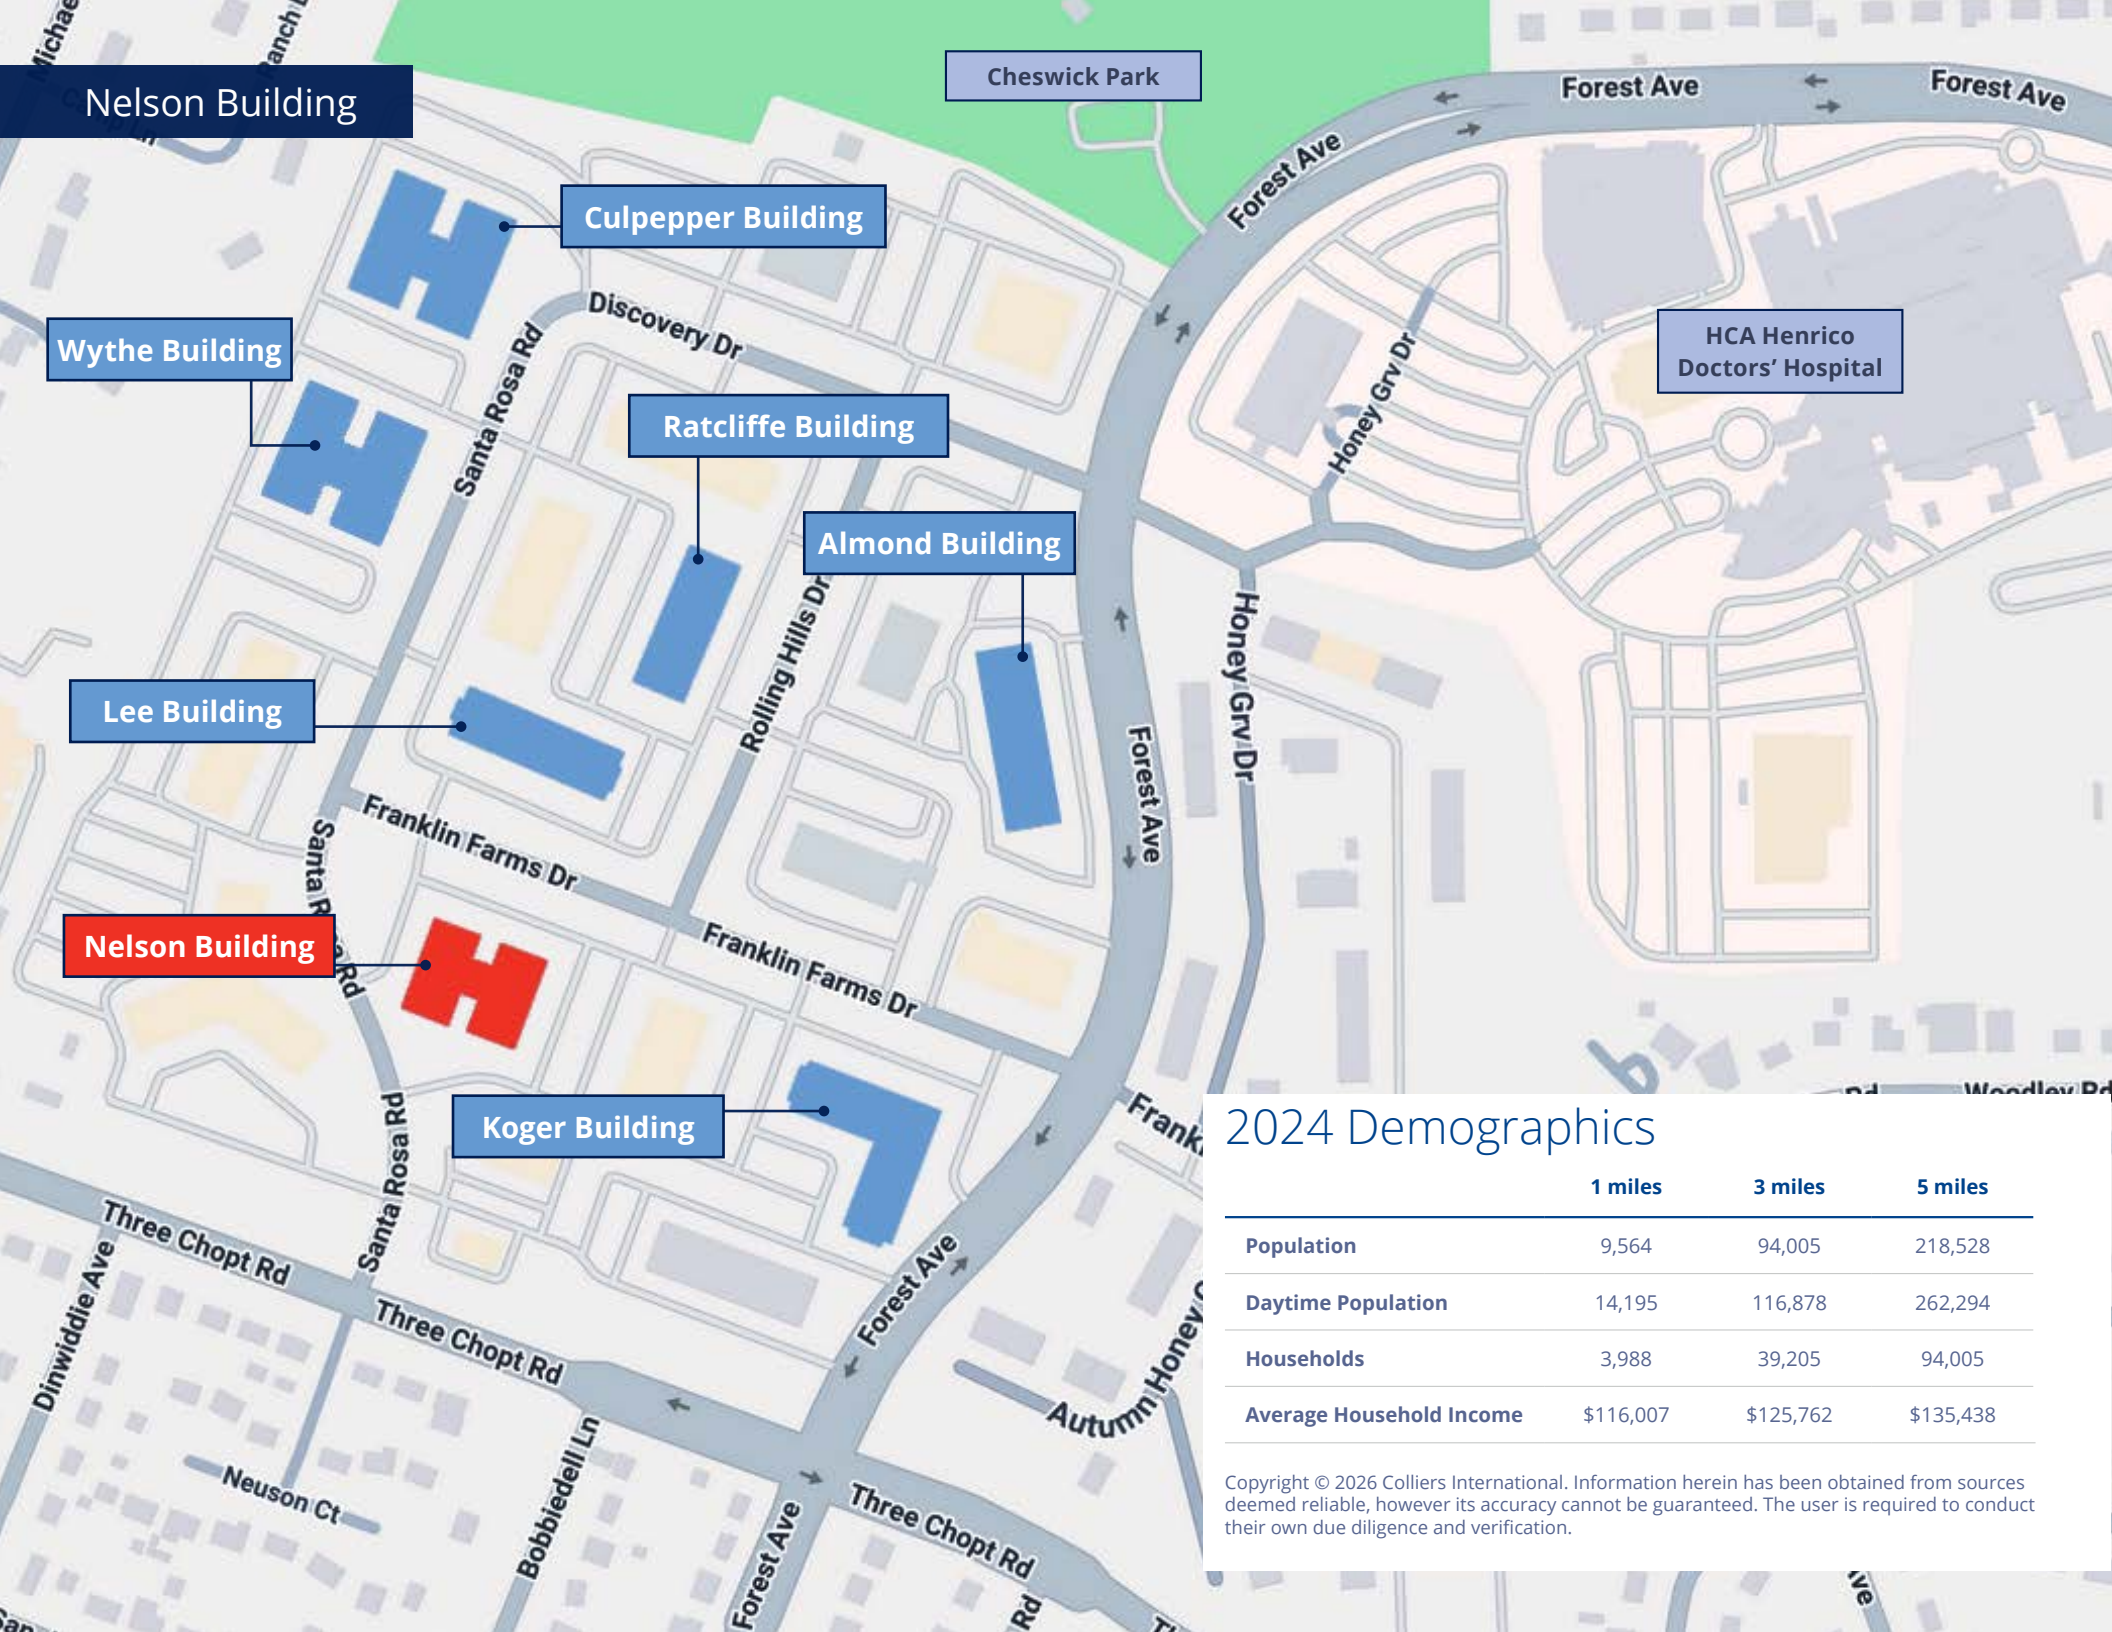 Nelson Building
Cheswick Park
Forest Ave
Forest Ave
Forest Ave
Culpepper Building
Discovery Dr
Wythe Building
Santa Rosa Rd
HCA Henrico
Doctors’ Hospital
Honey Grv Dr
Ratcliffe Building
Almond Building
Rolling Hills Dr
Honey Grv Dr
Lee Building
Forest Ave
Franklin Farms Dr
Nelson Building
Franklin Farms Dr
Koger Building
Santa Rosa Rd
Woodley Rd
Three Chopt Rd
Dinwiddie Ave
Three Chopt Rd
Forest Ave
Autumn Honey
Neuson Ct
Bobbiedell Ln
Forest Ave
Three Chopt Rd
Rd
2024 Demographics
1 miles 3 miles 5 miles
Population 9,564 94,005 218,528
Daytime Population 14,195 116,878 262,294
Households 3,988 39,205 94,005
Average Household Income $116,007 $125,762 $135,438
Copyright © 2026 Colliers International. Information herein has been obtained from sources
deemed reliable, however its accuracy cannot be guaranteed. The user is required to conduct
their own due diligence and verification.